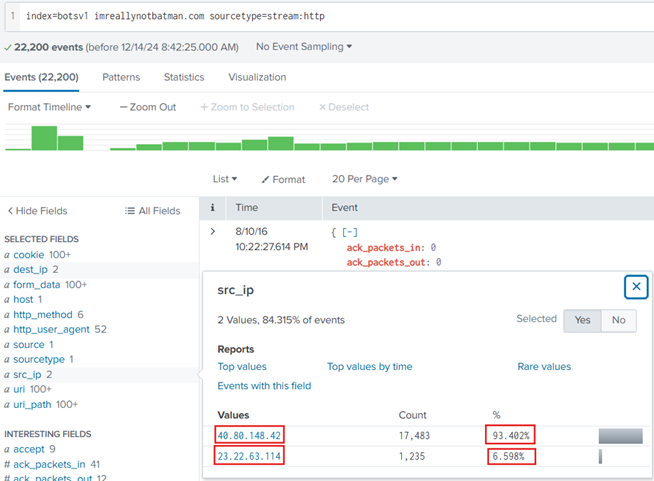 1 index=botsv1 imreallynotbatman.com sourcetype=stream:http
✓ 22,200 events (before 12/14/24 8:42:25.000 AM) No Event Sampling ▾
Events (22,200) Patterns Statistics Visualization
Format Timeline ▾ — Zoom Out + Zoom to Selection × Deselect
List ▾ Format 20 Per Page ▾
< Hide Fields All Fields
i Time Event
SELECTED FIELDS
a cookie 100+
a dest_ip 2
a form_data 100+
a host 1
a http_method 6
a http_user_agent 52
a source 1
a sourcetype 1
a src_ip 2
a uri 100+
a uri_path 100+
INTERESTING FIELDS
a accept 9
# ack_packets_in 41
# ack_packets_out 12
> 8/10/16
10:22:27.614 PM
{ [-]
ack_packets_in: 0
ack_packets_out: 0
src_ip ×
2 Values, 84.315% of events Selected Yes No
Reports
Top values Top values by time Rare values
Events with this field
Values Count %
40.80.148.42 17,483 93.402%
23.22.63.114 1,235 6.598%